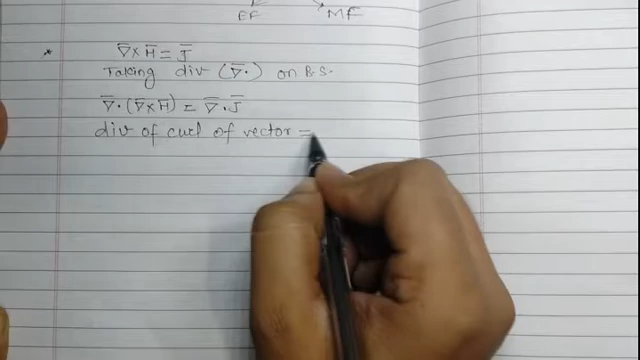 EF MF
* ∇̅ × H̅ = J̅
Taking div (∇̅·) on B.S.
∇̅·(∇̅×H̅) = ∇̅·J̅
div of curl of vector =